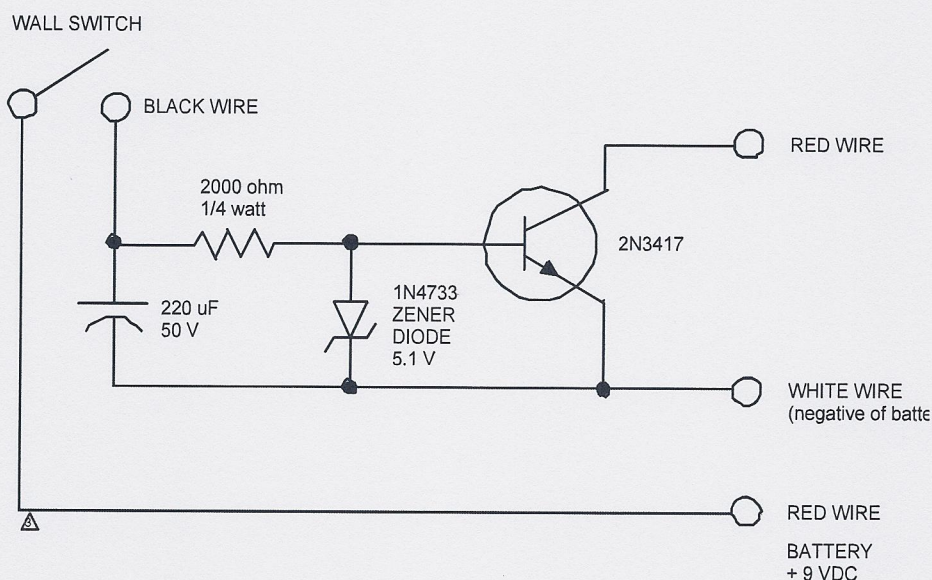 WALL SWITCH
BLACK WIRE
RED WIRE
2000 ohm
1/4 watt
2N3417
220 uF
50 V
1N4733
ZENER
DIODE
5.1 V
WHITE WIRE
(negative of batte
3
RED WIRE
BATTERY
+ 9 VDC